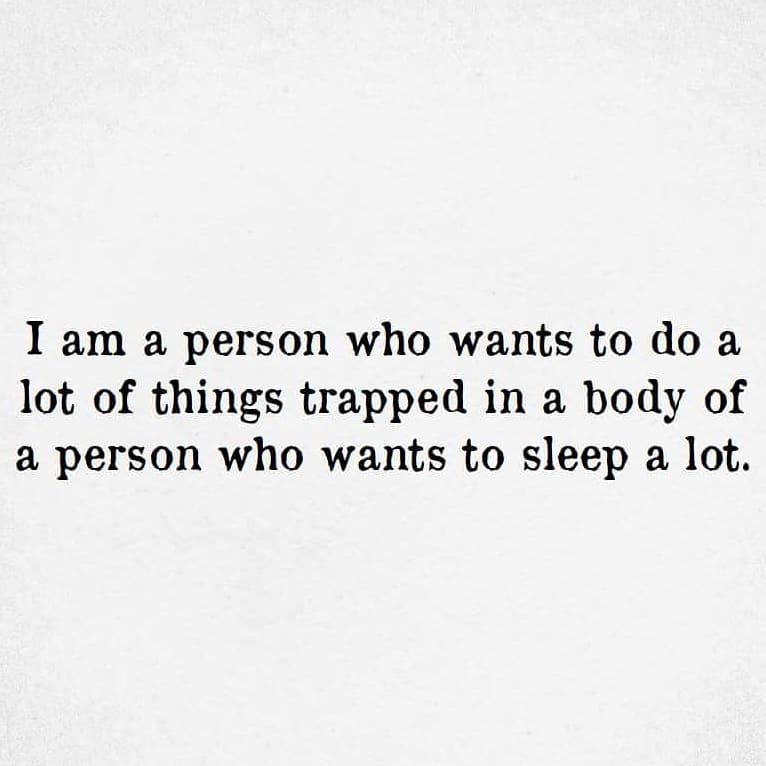 I am a person who wants to do a
lot of things trapped in a body of
a person who wants to sleep a lot.